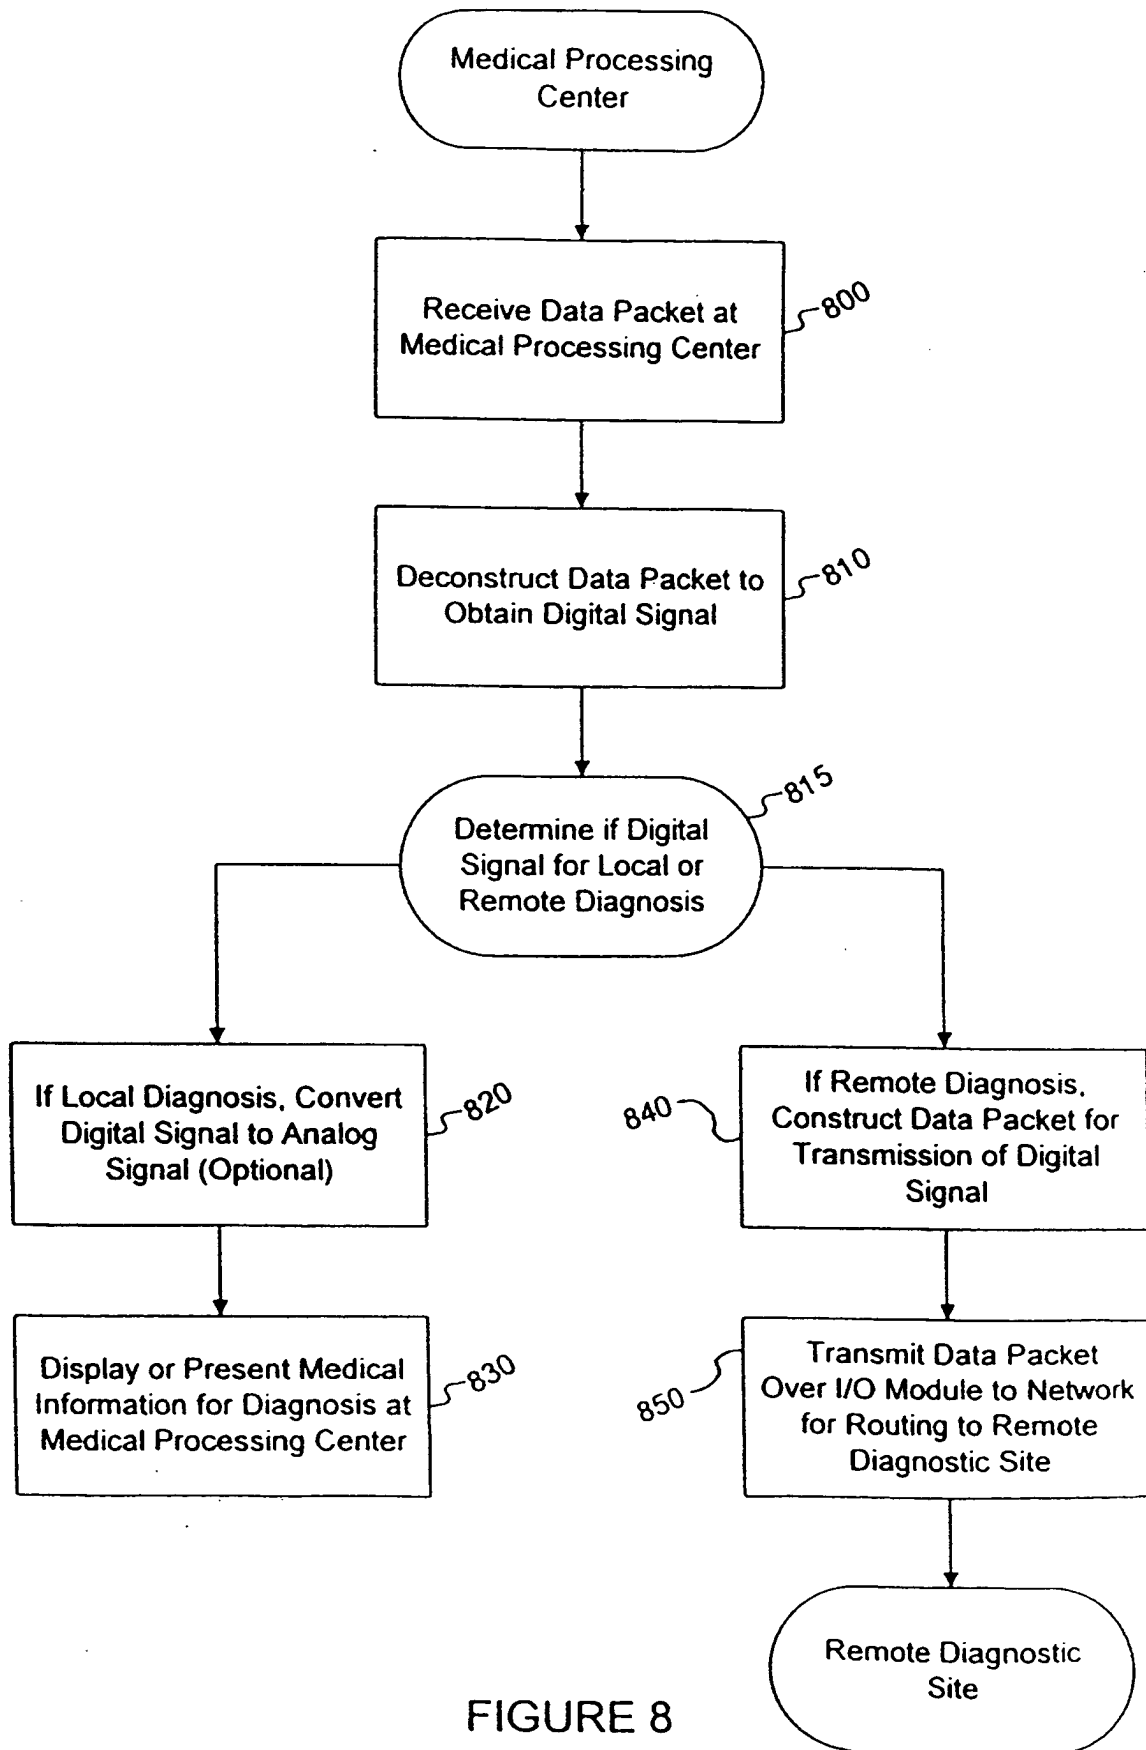 Medical Processing
Center
Receive Data Packet at
Medical Processing Center
800
Deconstruct Data Packet to
Obtain Digital Signal
810
Determine if Digital
Signal for Local or
Remote Diagnosis
815
If Local Diagnosis, Convert
Digital Signal to Analog
Signal (Optional)
820
Display or Present Medical
Information for Diagnosis at
Medical Processing Center
830
840
If Remote Diagnosis,
Construct Data Packet for
Transmission of Digital
Signal
850
Transmit Data Packet
Over I/O Module to Network
for Routing to Remote
Diagnostic Site
Remote Diagnostic
Site
FIGURE 8